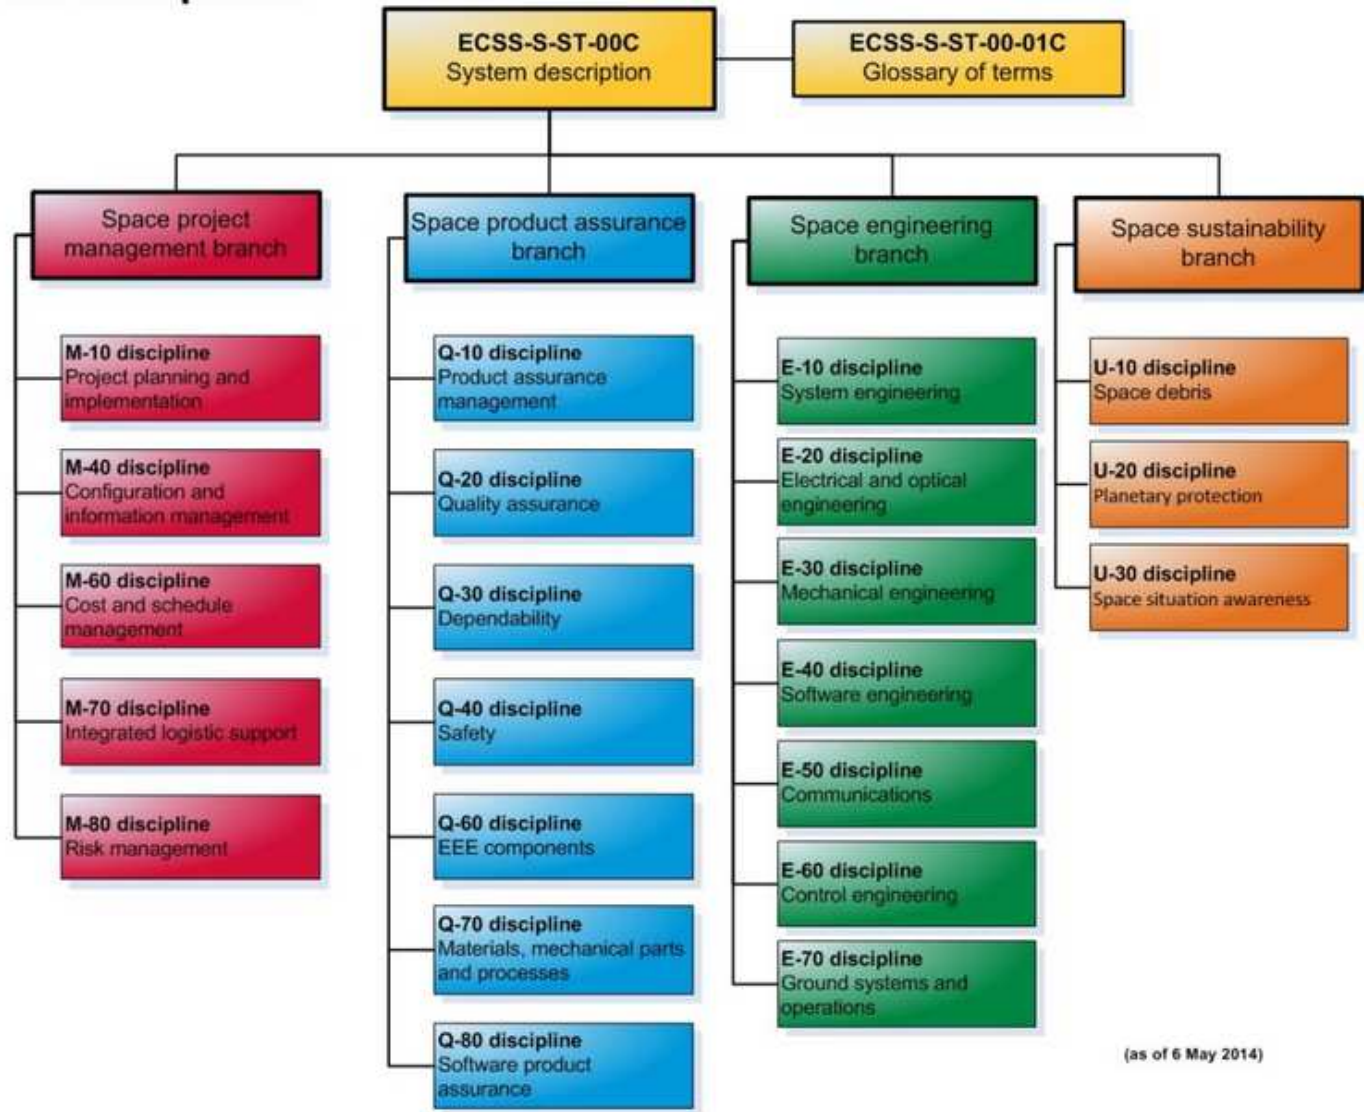 ECSS-S-ST-00C
System description
ECSS-S-ST-00-01C
Glossary of terms
Space project
management branch
M-10 discipline
Project planning and
implementation
M-40 discipline
Configuration and
information management
M-60 discipline
Cost and schedule
management
M-70 discipline
Integrated logistic support
M-80 discipline
Risk management
Space product assurance
branch
Q-10 discipline
Product assurance
management
Q-20 discipline
Quality assurance
Q-30 discipline
Dependability
Q-40 discipline
Safety
Q-60 discipline
EEE components
Q-70 discipline
Materials, mechanical parts
and processes
Q-80 discipline
Software product
assurance
Space engineering
branch
E-10 discipline
System engineering
E-20 discipline
Electrical and optical
engineering
E-30 discipline
Mechanical engineering
E-40 discipline
Software engineering
E-50 discipline
Communications
E-60 discipline
Control engineering
E-70 discipline
Ground systems and
operations
Space sustainability
branch
U-10 discipline
Space debris
U-20 discipline
Planetary protection
U-30 discipline
Space situation awareness
(as of 6 May 2014)